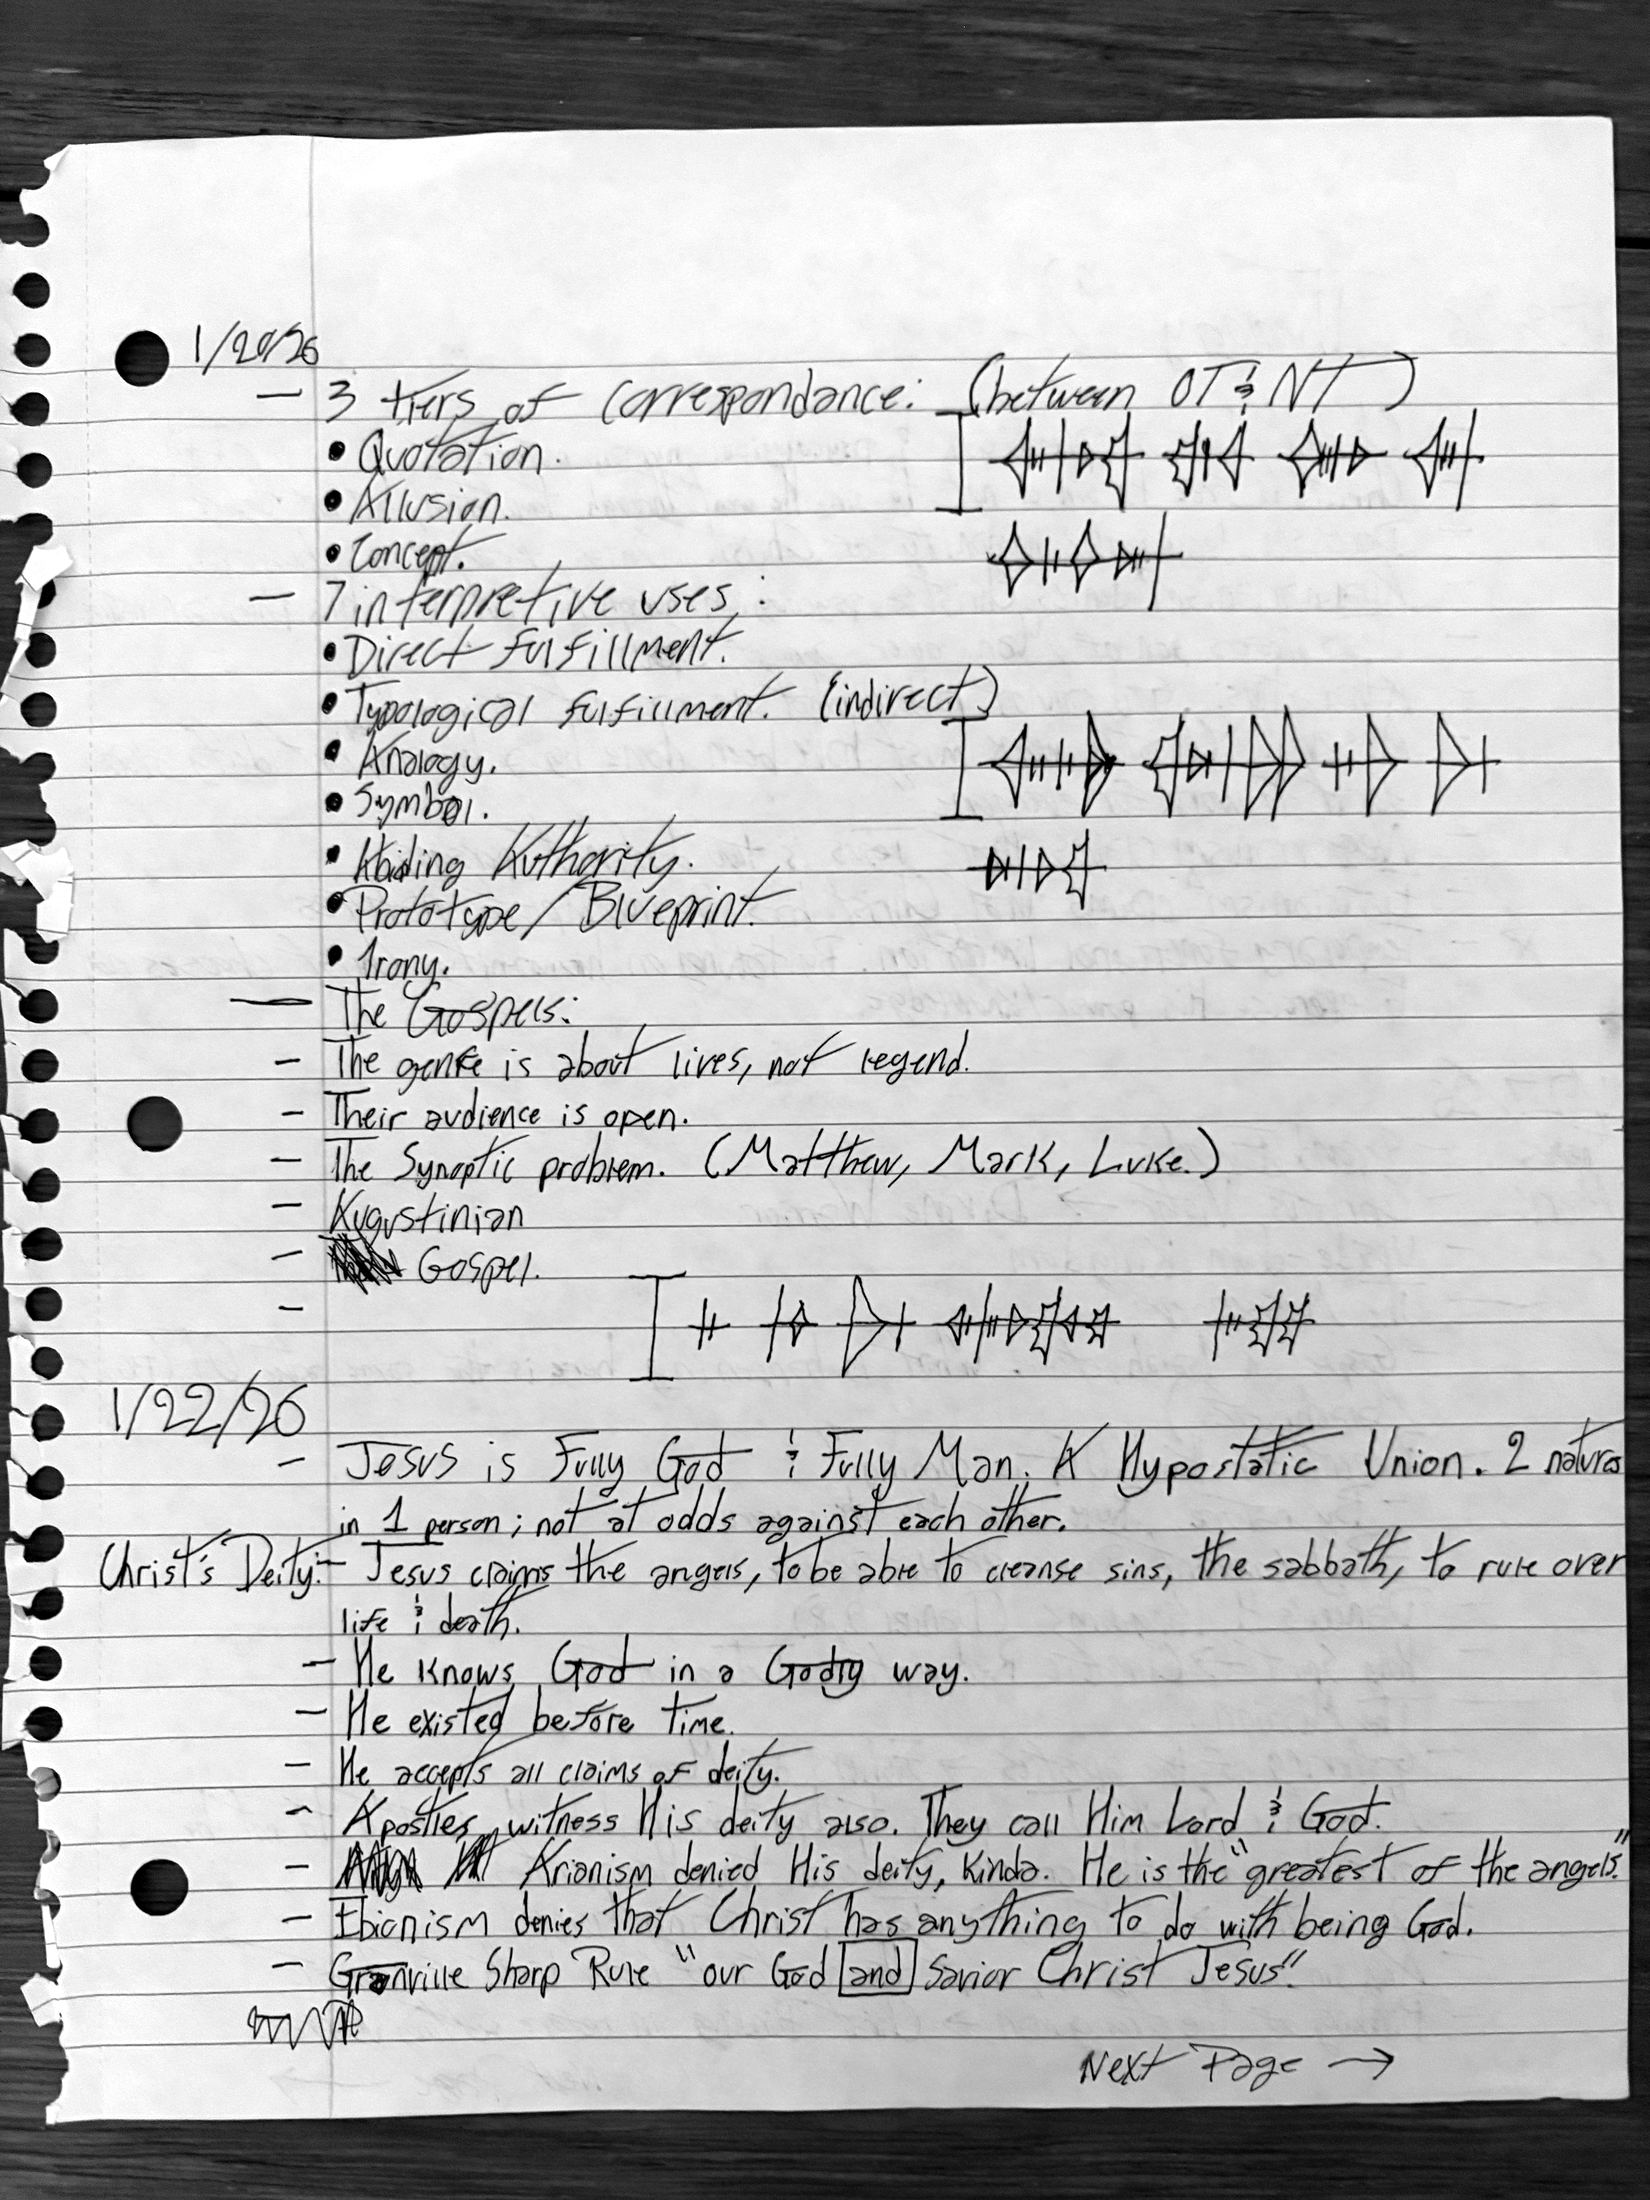 1/20/26
— 3 tiers of correspondance: (between OT & NT)
• Quotation.
• Allusion.
• Concept.
— 7 interpretive uses:
• Direct fulfillment.
• Typological fulfillment. (indirect)
• Analogy.
• Symbol.
• Abiding Authority.
• Prototype/Blueprint.
• Irony.
— The Gospels:
– The genre is about lives, not legend.
– Their audience is open.
– The Synoptic problem. (Matthew, Mark, Luke.)
– Augustinian
– Gospel.
–
1/22/26
– Jesus is Fully God & Fully Man. A Hypostatic Union. 2 natures
in 1 person; not at odds against each other.
Christ's Deity: – Jesus claims the angels, to be able to cleanse sins, the sabbath, to rule over
life & death.
– He knows God in a Godly way.
– He existed before time.
– He accepts all claims of deity.
– Apostles witness His deity also. They call Him Lord & God.
– Arianism denied His deity, kinda. He is the "greatest of the angels."
– Ebionism denies that Christ has anything to do with being God.
– Granville Sharp Rule "our God and Savior Christ Jesus"
Next Page →